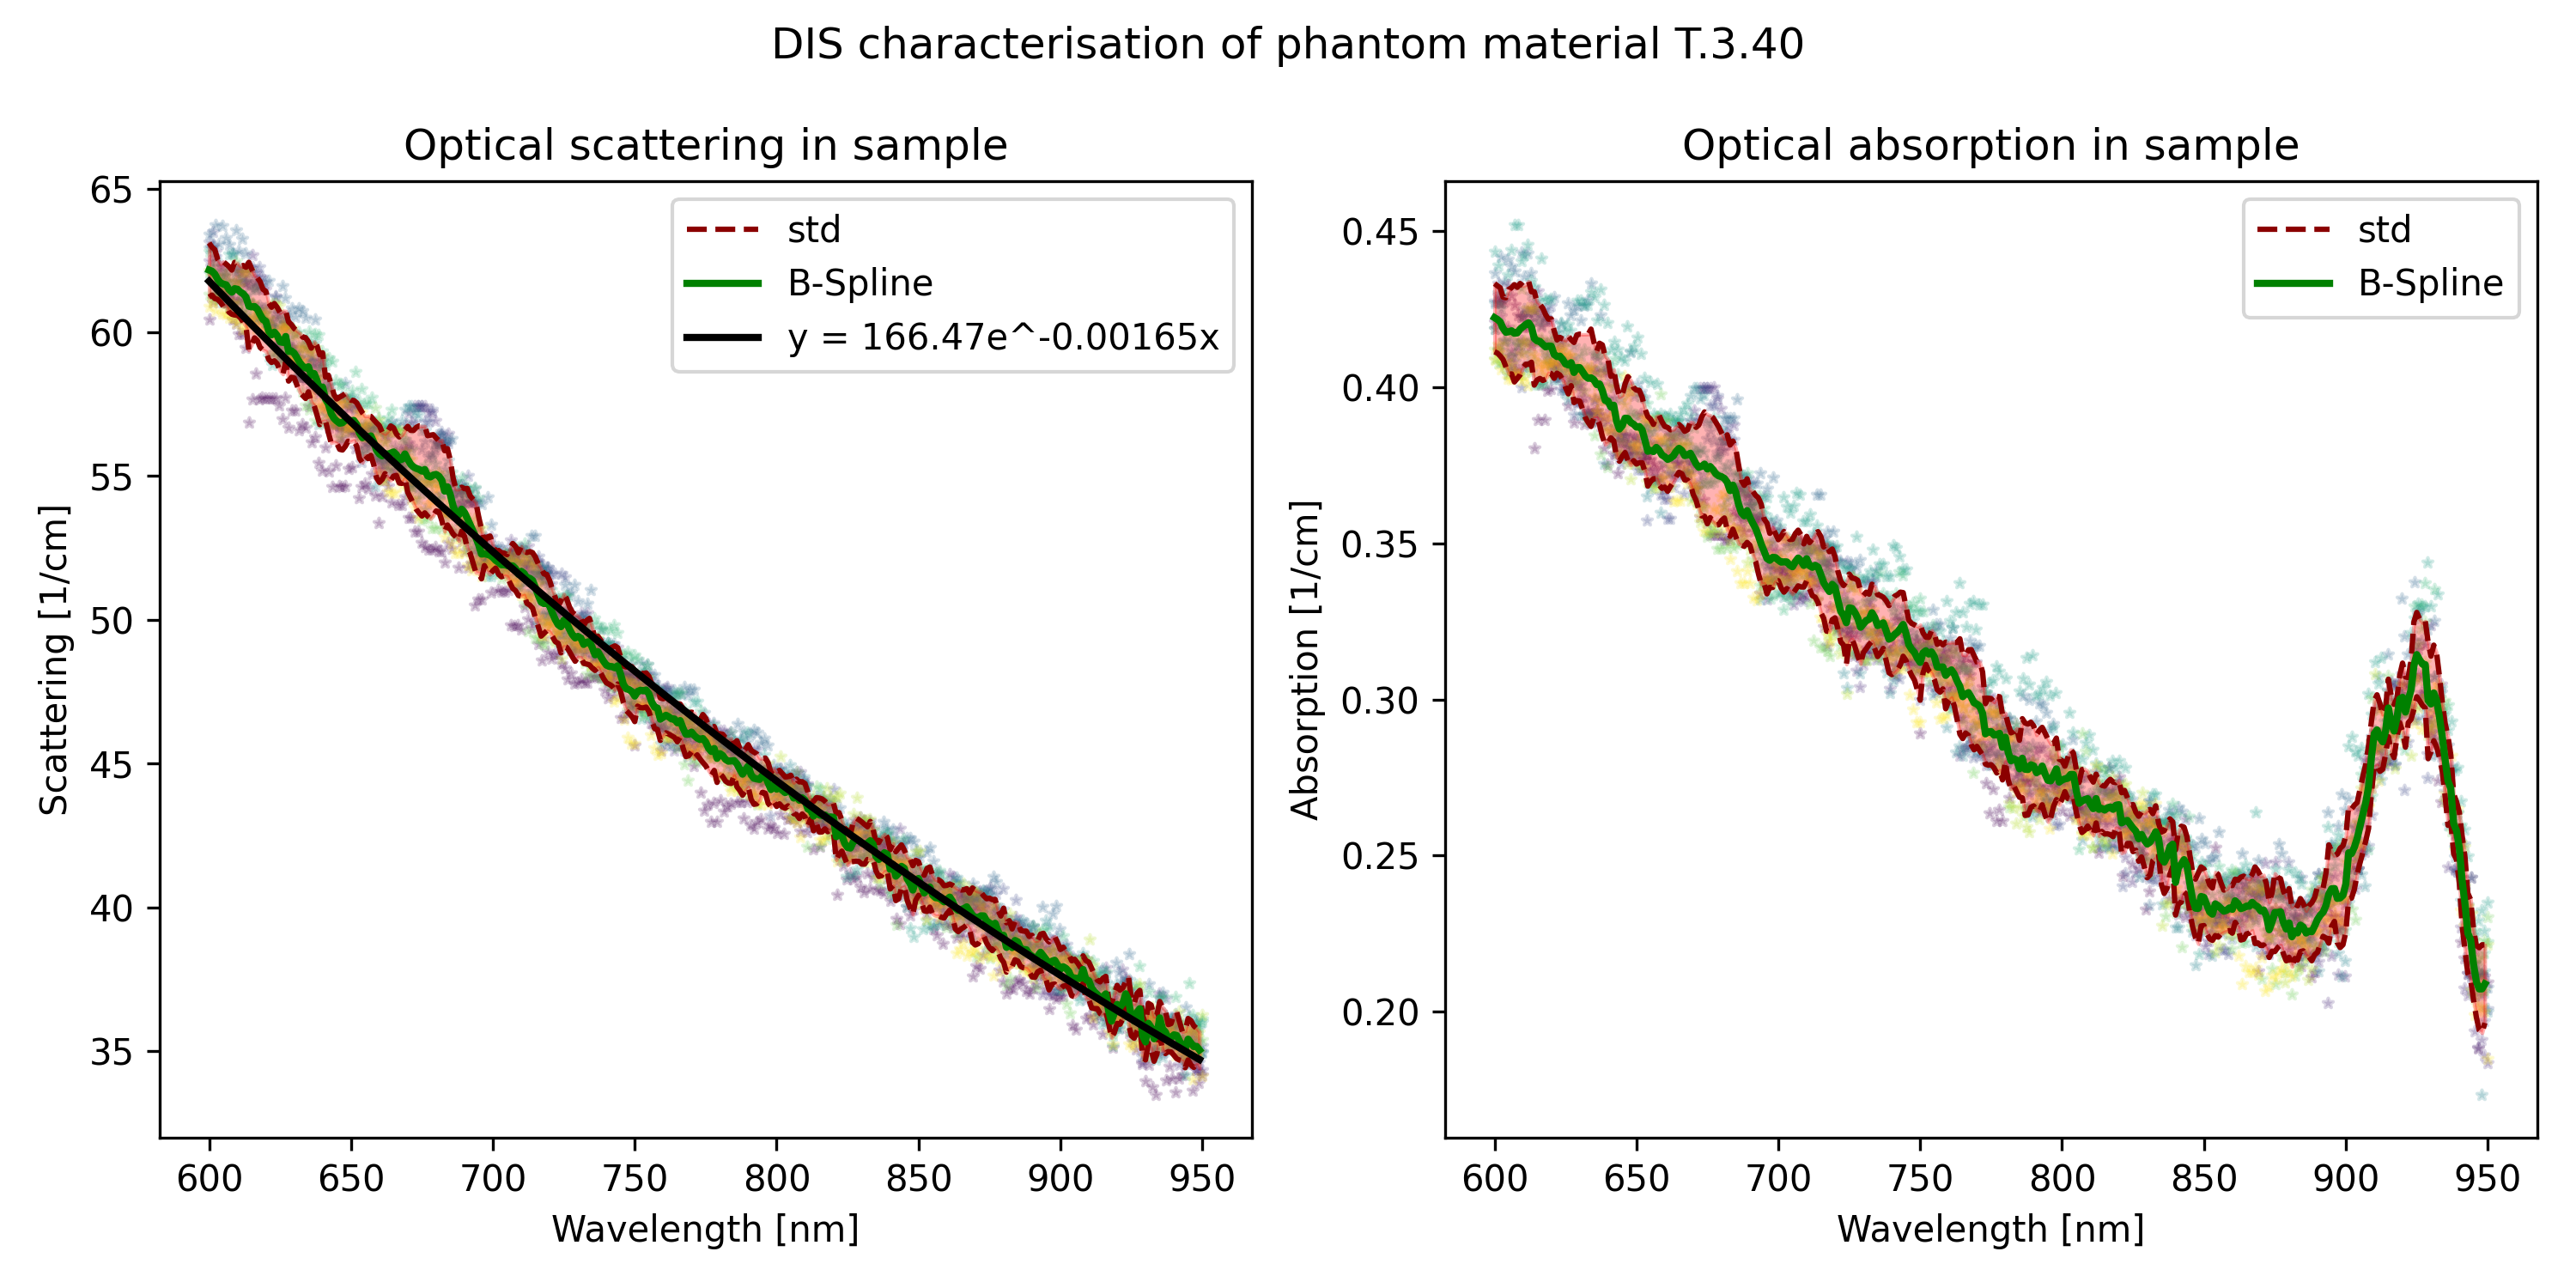 DIS characterisation of phantom material T.3.40
Optical scattering in sample
65
60
55
50
45
40
35
Scattering [1/cm]
std
B-Spline
y = 166.47e^-0.00165x
600 650 700 750 800 850 900 950
Wavelength [nm]
Optical absorption in sample
0.45
0.40
0.35
0.30
0.25
0.20
Absorption [1/cm]
std
B-Spline
600 650 700 750 800 850 900 950
Wavelength [nm]